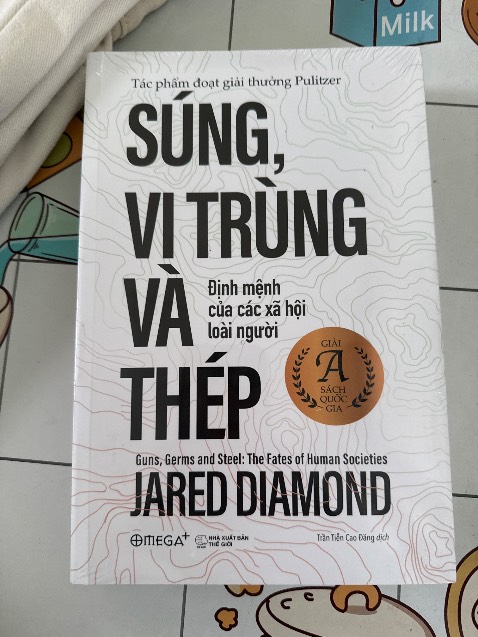 Milk
Tác phẩm đoạt giải thưởng Pulitzer
SÚNG,
VI TRÙNG
VÀ
Định mệnh
của các xã hội
loài người
THÉP
GIẢI
A
SÁCH QUỐC
GIA
Guns, Germs and Steel: The Fates of Human Societies
JARED DIAMOND
OMEGA+
NHÀ XUẤT BẢN
THẾ GIỚI
Trần Tiễn Cao Đăng dịch